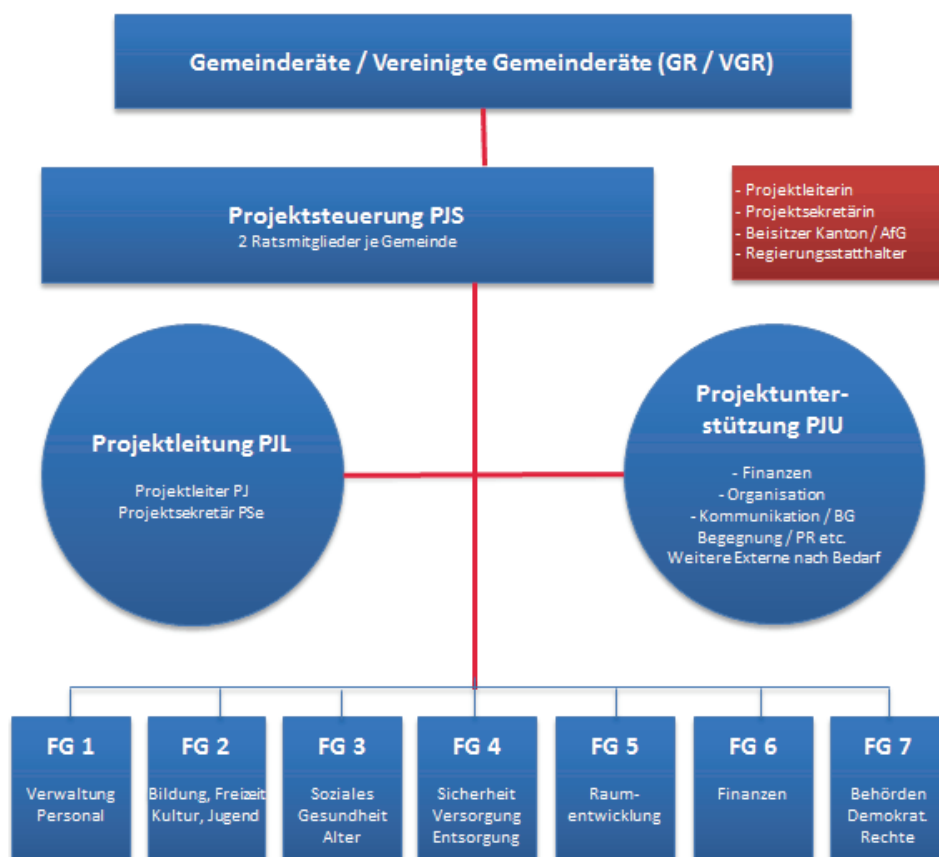 Gemeinderäte / Vereinigte Gemeinderäte (GR / VGR)
Projektsteuerung PJS
2 Ratsmitglieder je Gemeinde
- Projektleiterin
- Projektsekretärin
- Beisitzer Kanton / AfG
- Regierungsstatthalter
Projektleitung PJL
Projektleiter PJ
Projektsekretär PSe
Projektunter-
stützung PJU
- Finanzen
- Organisation
- Kommunikation / BG
Begegnung / PR etc.
Weitere Externe nach Bedarf
FG 1
Verwaltung
Personal
FG 2
Bildung, Freizeit
Kultur, Jugend
FG 3
Soziales
Gesundheit
Alter
FG 4
Sicherheit
Versorgung
Entsorgung
FG 5
Raum-
entwicklung
FG 6
Finanzen
FG 7
Behörden
Demokrat.
Rechte